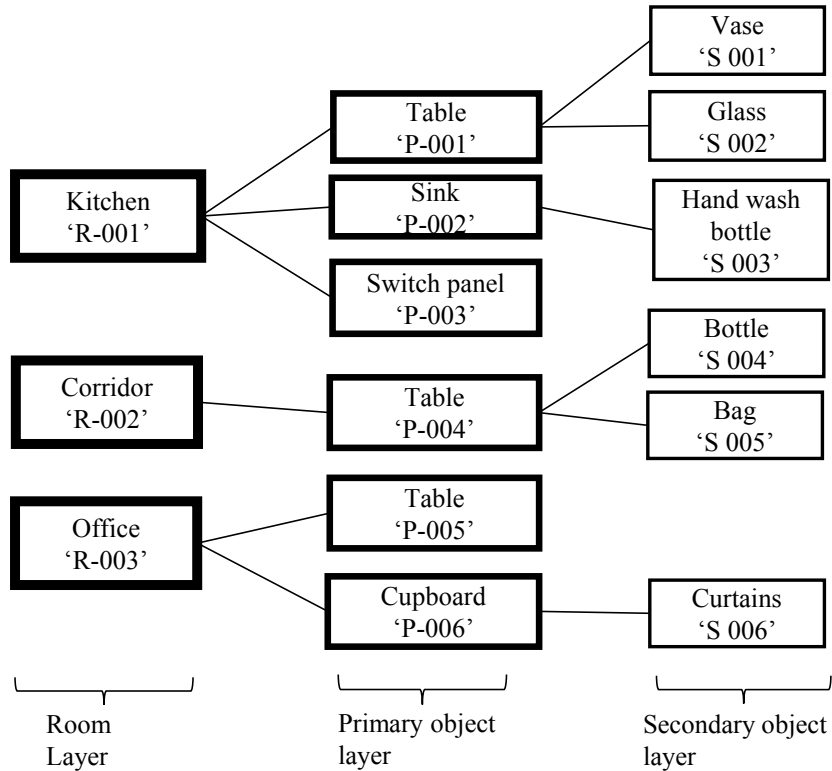 Vase
‘S 001’
Table
‘P-001’
Glass
‘S 002’
Kitchen
‘R-001’
Sink
‘P-002’
Hand wash
bottle
‘S 003’
Switch panel
‘P-003’
Bottle
‘S 004’
Corridor
‘R-002’
Table
‘P-004’
Bag
‘S 005’
Office
‘R-003’
Table
‘P-005’
Cupboard
‘P-006’
Curtains
‘S 006’
Room
Layer
Primary object
layer
Secondary object
layer